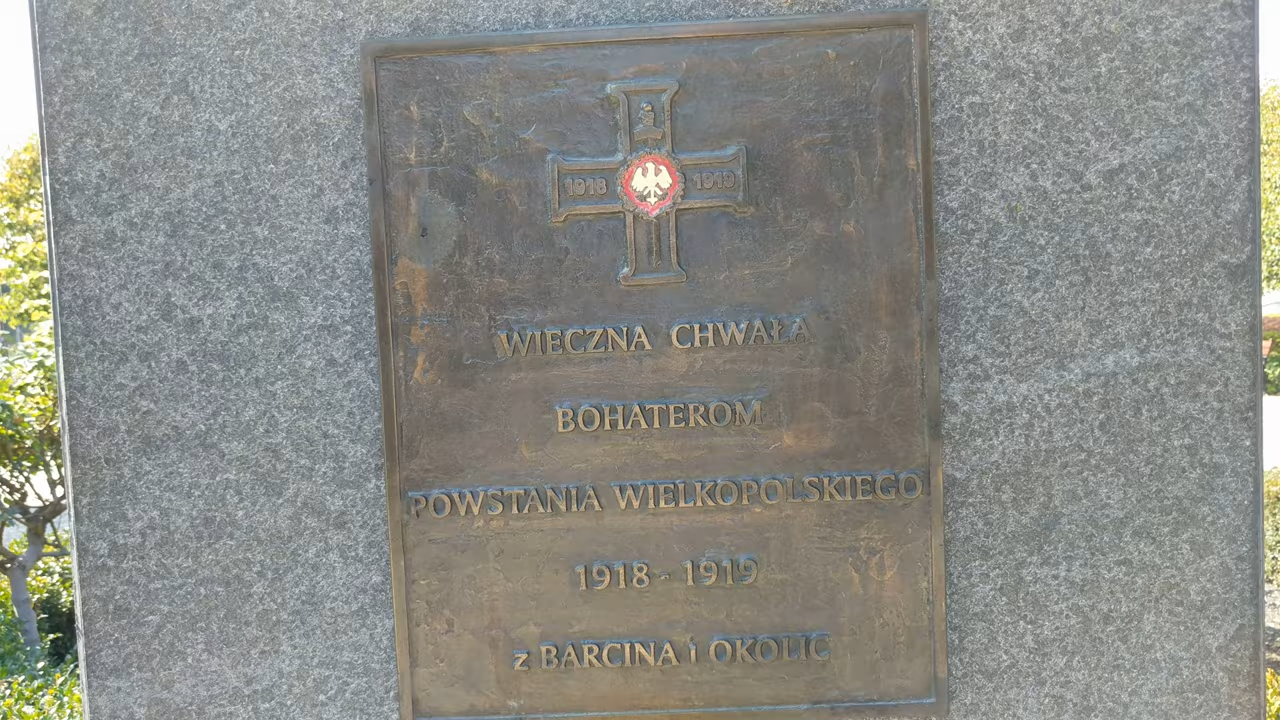 1918 1919
WIECZNA CHWAŁA
BOHATEROM
POWSTANIA WIELKOPOLSKIEGO
1918 - 1919
z BARCINA i OKOLIC